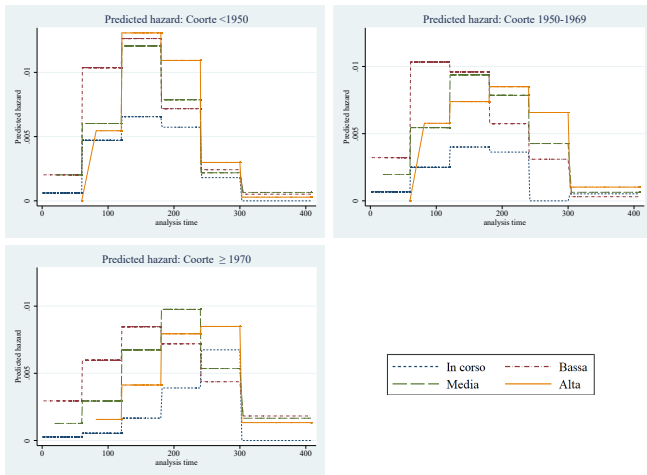 Predicted hazard: Coorte <1950
Predicted hazard
.01
.005
0
0 100 200 300 400
analysis time
Predicted hazard: Coorte 1950-1969
Predicted hazard
.01
.005
0
0 100 200 300 400
analysis time
Predicted hazard: Coorte ≥ 1970
Predicted hazard
.01
.005
0
0 100 200 300 400
analysis time
In corso Bassa
Media Alta